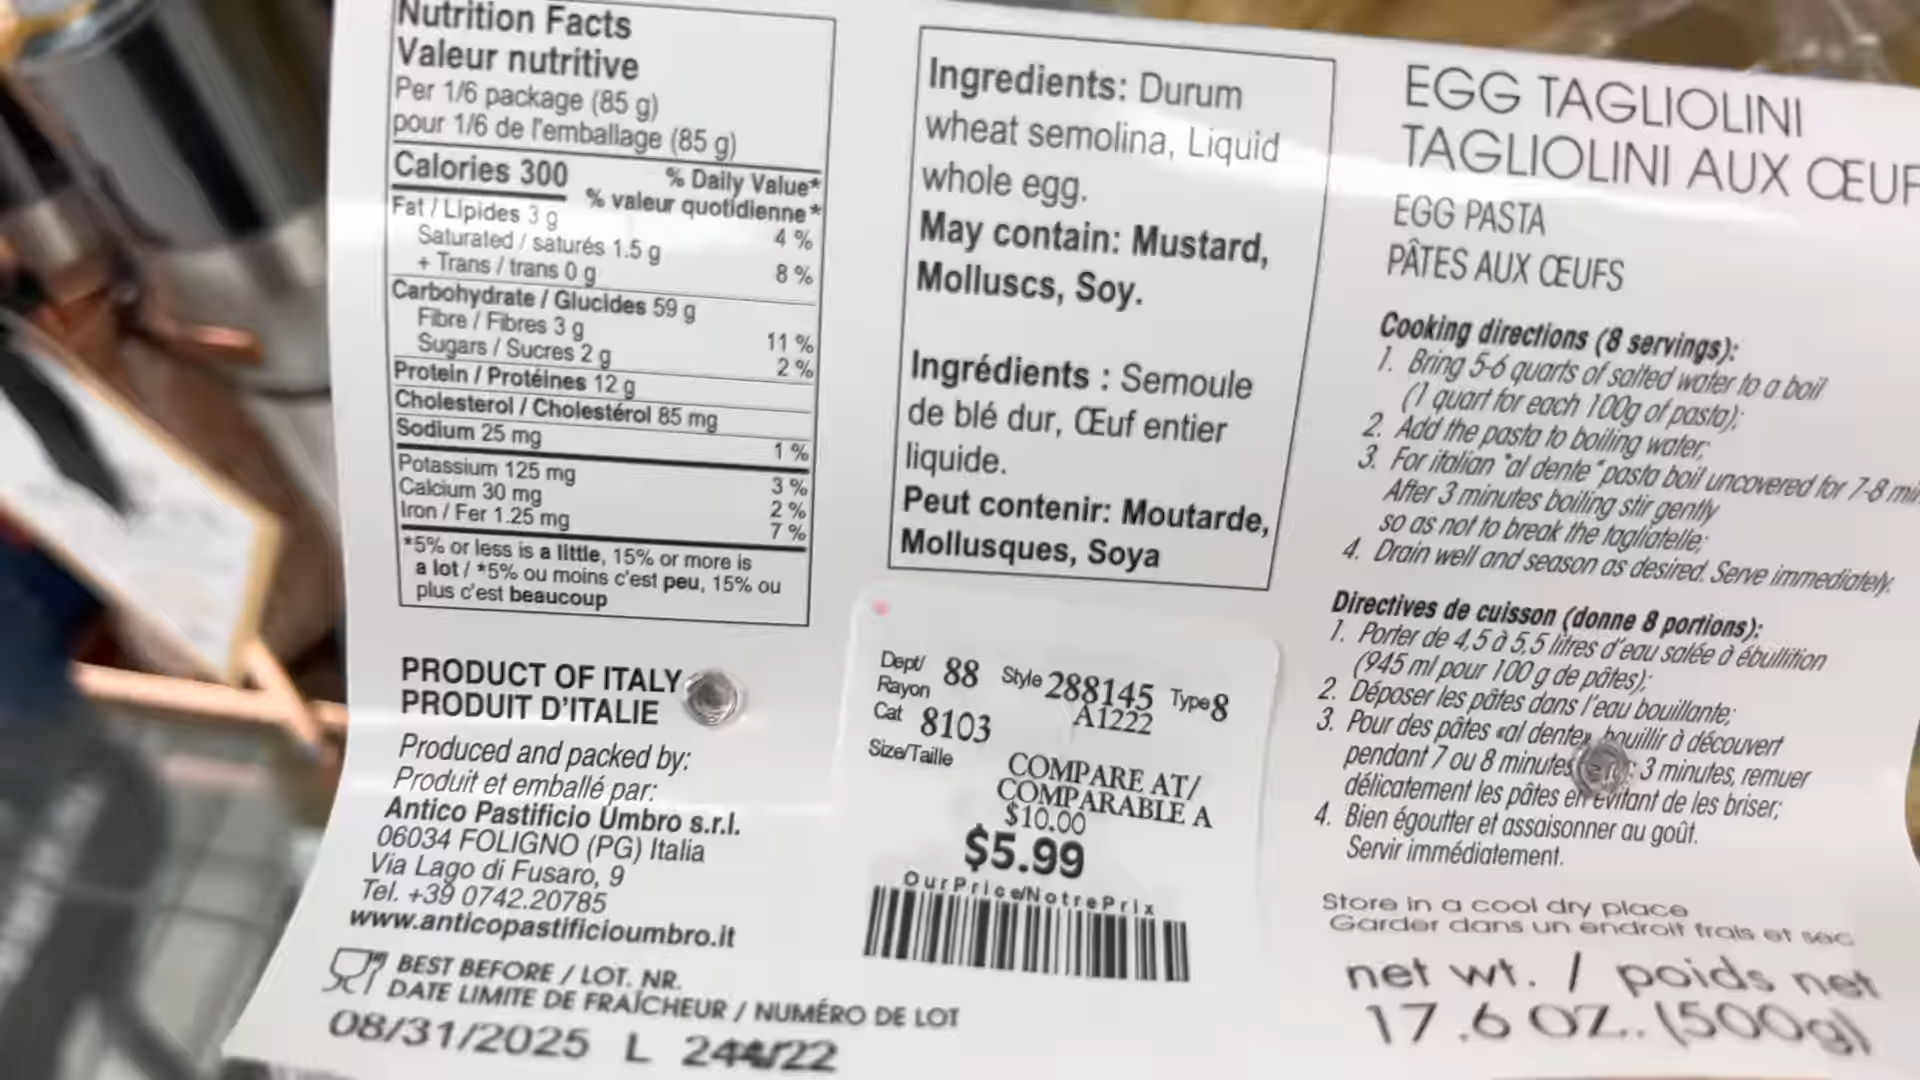 Nutrition Facts
Valeur nutritive
Per 1/6 package (85 g)
pour 1/6 de l'emballage (85 g)
Calories 300
% Daily Value*
% valeur quotidienne*
Fat / Lipides 3 g 4 %
Saturated / saturés 1.5 g
+ Trans / trans 0 g 8 %
Carbohydrate / Glucides 59 g
Fibre / Fibres 3 g 11 %
Sugars / Sucres 2 g 2 %
Protein / Protéines 12 g
Cholesterol / Cholestérol 85 mg
Sodium 25 mg 1 %
Potassium 125 mg 3 %
Calcium 30 mg 2 %
Iron / Fer 1.25 mg 7 %
*5% or less is a little, 15% or more is
a lot / *5% ou moins c'est peu, 15% ou
plus c'est beaucoup
PRODUCT OF ITALY
PRODUIT D'ITALIE
Produced and packed by:
Produit et emballé par:
Antico Pastificio Umbro s.r.l.
06034 FOLIGNO (PG) Italia
Via Lago di Fusaro, 9
Tel. +39 0742.20785
www.anticopastificioumbro.it
BEST BEFORE / LOT. NR.
DATE LIMITE DE FRAÎCHEUR / NUMÉRO DE LOT
08/31/2025 L 244/22
Ingredients: Durum
wheat semolina, Liquid
whole egg.
May contain: Mustard,
Molluscs, Soy.
Ingrédients : Semoule
de blé dur, Œuf entier
liquide.
Peut contenir: Moutarde,
Mollusques, Soya
Dept/ Rayon 88 Style 288145 Type 8
A1222
Cat 8103
Size/Taille
COMPARE AT/
COMPARABLE A
$10.00
$5.99
OurPrice/NotrePrix
EGG TAGLIOLINI
TAGLIOLINI AUX ŒUF
EGG PASTA
PÂTES AUX ŒUFS
Cooking directions (8 servings):
1. Bring 5-6 quarts of salted water to a boil
(1 quart for each 100g of pasta);
2. Add the pasta to boiling water;
3. For italian "al dente" pasta boil uncovered for 7-8 min
After 3 minutes boiling stir gently
so as not to break the tagliatelle;
4. Drain well and season as desired. Serve immediately.
Directives de cuisson (donne 8 portions):
1. Porter de 4,5 à 5,5 litres d'eau salée à ébullition
(945 ml pour 100 g de pâtes);
2. Déposer les pâtes dans l'eau bouillante;
3. Pour des pâtes «al dente», bouillir à découvert
pendant 7 ou 8 minutes 3 minutes, remuer
délicatement les pâtes en évitant de les briser;
4. Bien égoutter et assaisonner au goût.
Servir immédiatement.
Store in a cool dry place
Garder dans un endroit frais et sec
net wt. / poids net
17.6 OZ. (500g)